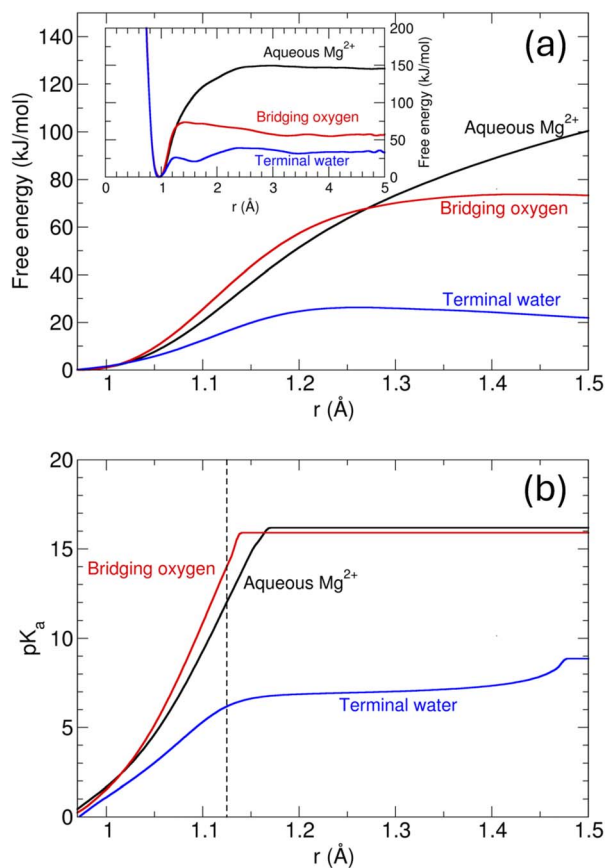 (a)
Free energy (kJ/mol)
140
120
100
80
60
40
20
0
1
1.1
1.2
1.3
1.4
1.5
r (Å)
Aqueous Mg²⁺
Bridging oxygen
Terminal water
Aqueous Mg²⁺
Bridging oxygen
Terminal water
200
150
100
50
0
Free energy (kJ/mol)
0
1
2
3
4
5
r (Å)
(b)
pKₐ
20
15
10
5
0
Bridging oxygen
Aqueous Mg²⁺
Terminal water
1
1.1
1.2
1.3
1.4
1.5
r (Å)